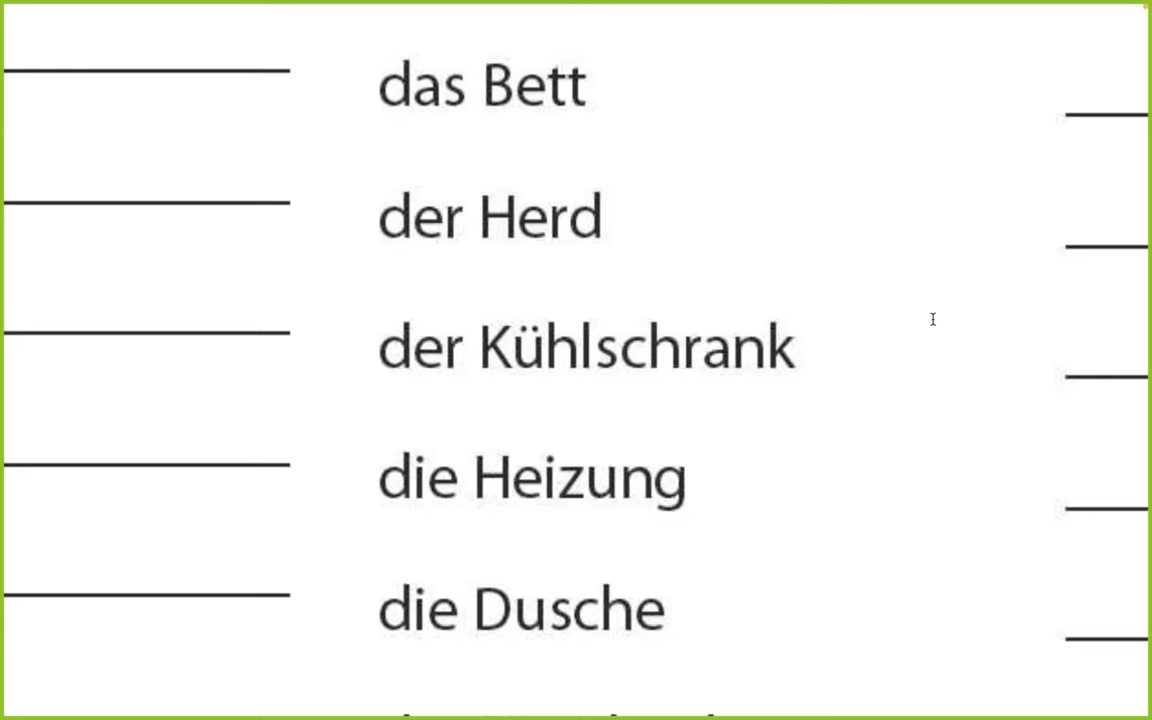 das Bett
der Herd
der Kühlschrank
die Heizung
die Dusche